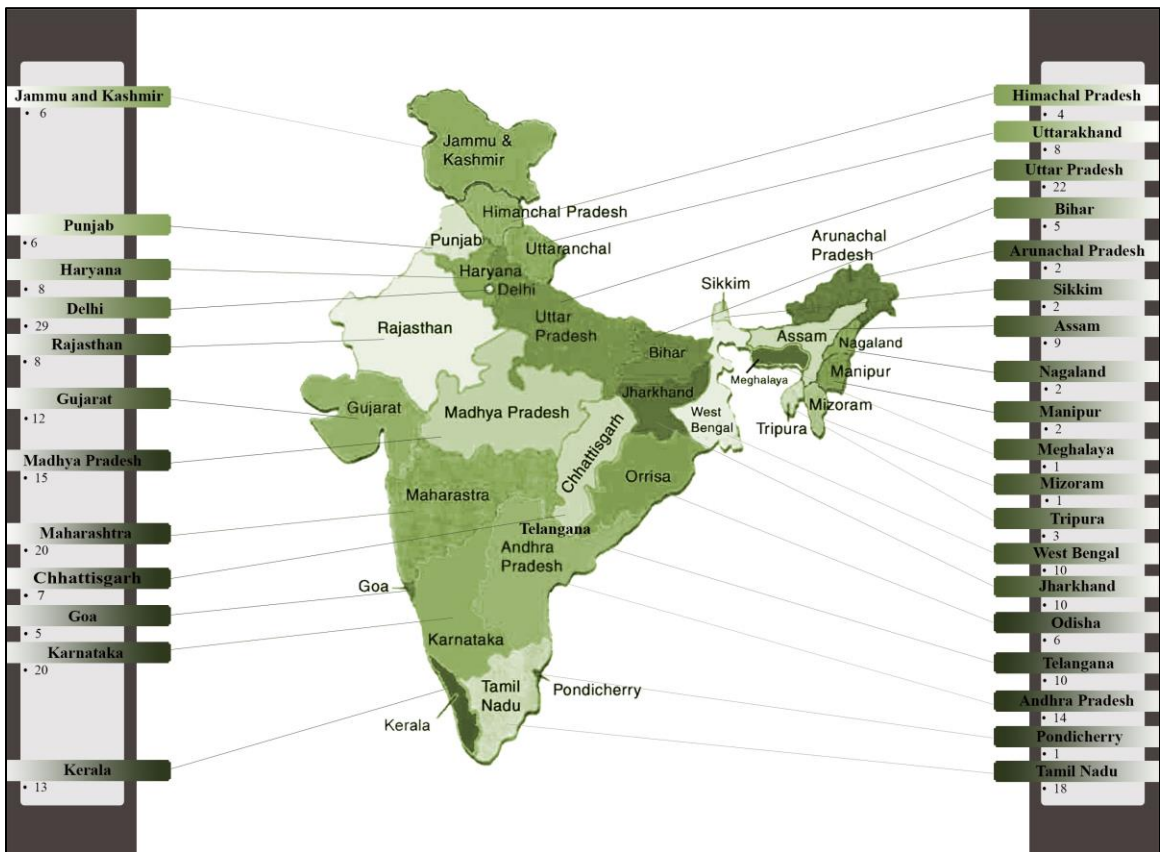 Jammu and Kashmir
• 6
Punjab
• 6
Haryana
• 8
Delhi
• 29
Rajasthan
• 8
Gujarat
• 12
Madhya Pradesh
• 15
Maharashtra
• 20
Chhattisgarh
• 7
Goa
• 5
Karnataka
• 20
Kerala
• 13
Jammu &
Kashmir
Himanchal Pradesh
Punjab
Uttaranchal
Haryana
Delhi
Rajasthan
Uttar
Pradesh
Arunachal
Pradesh
Sikkim
Assam
Nagaland
Bihar
Meghalaya
Manipur
Jharkhand
Mizoram
Gujarat
Madhya Pradesh
West
Bengal
Tripura
Chhattisgarh
Orrisa
Maharastra
Telangana
Andhra
Pradesh
Goa
Karnataka
Tamil
Nadu
Pondicherry
Kerala
Himachal Pradesh
• 4
Uttarakhand
• 8
Uttar Pradesh
• 22
Bihar
• 5
Arunachal Pradesh
• 2
Sikkim
• 2
Assam
• 9
Nagaland
• 2
Manipur
• 2
Meghalaya
• 1
Mizoram
• 1
Tripura
• 3
West Bengal
• 10
Jharkhand
• 10
Odisha
• 6
Telangana
• 10
Andhra Pradesh
• 14
Pondicherry
• 1
Tamil Nadu
• 18